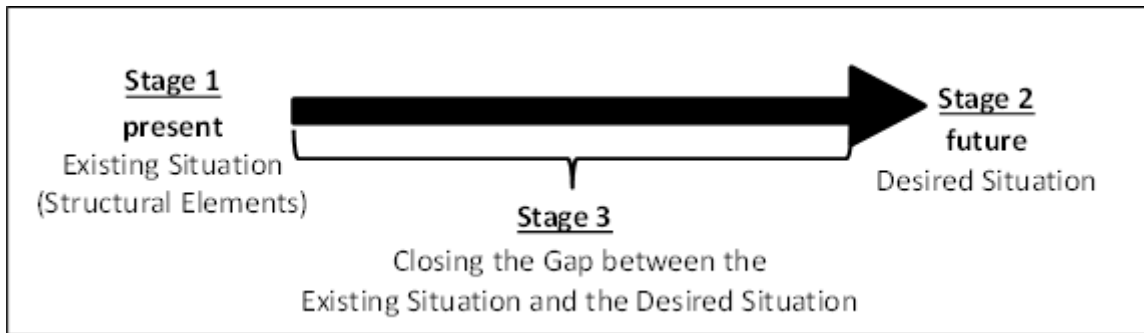 Stage 1
present
Existing Situation
(Structural Elements)
Stage 2
future
Desired Situation
Stage 3
Closing the Gap between the
Existing Situation and the Desired Situation